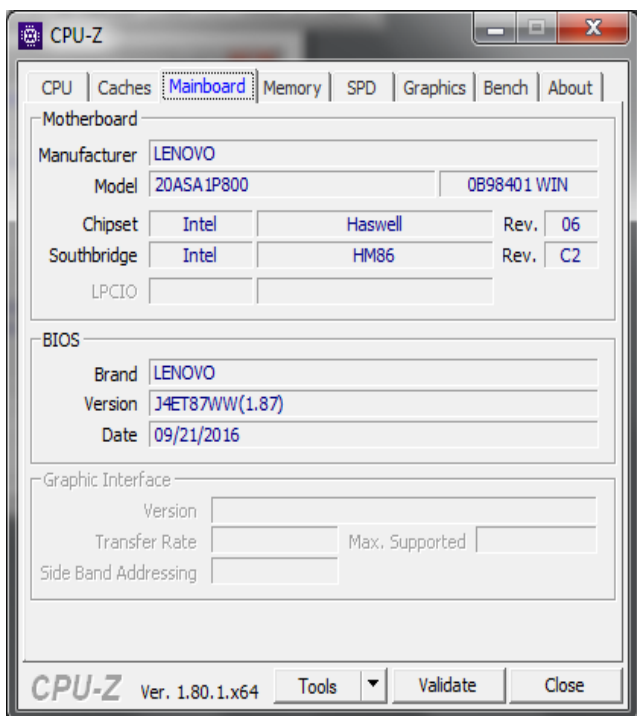 CPU-Z
CPU Caches Mainboard Memory SPD Graphics Bench About
Motherboard
Manufacturer LENOVO
Model 20ASA1P800 0B98401 WIN
Chipset Intel Haswell Rev. 06
Southbridge Intel HM86 Rev. C2
LPCIO
BIOS
Brand LENOVO
Version J4ET87WW(1.87)
Date 09/21/2016
Graphic Interface
Version
Transfer Rate Max. Supported
Side Band Addressing
CPU-Z Ver. 1.80.1.x64 Tools Validate Close